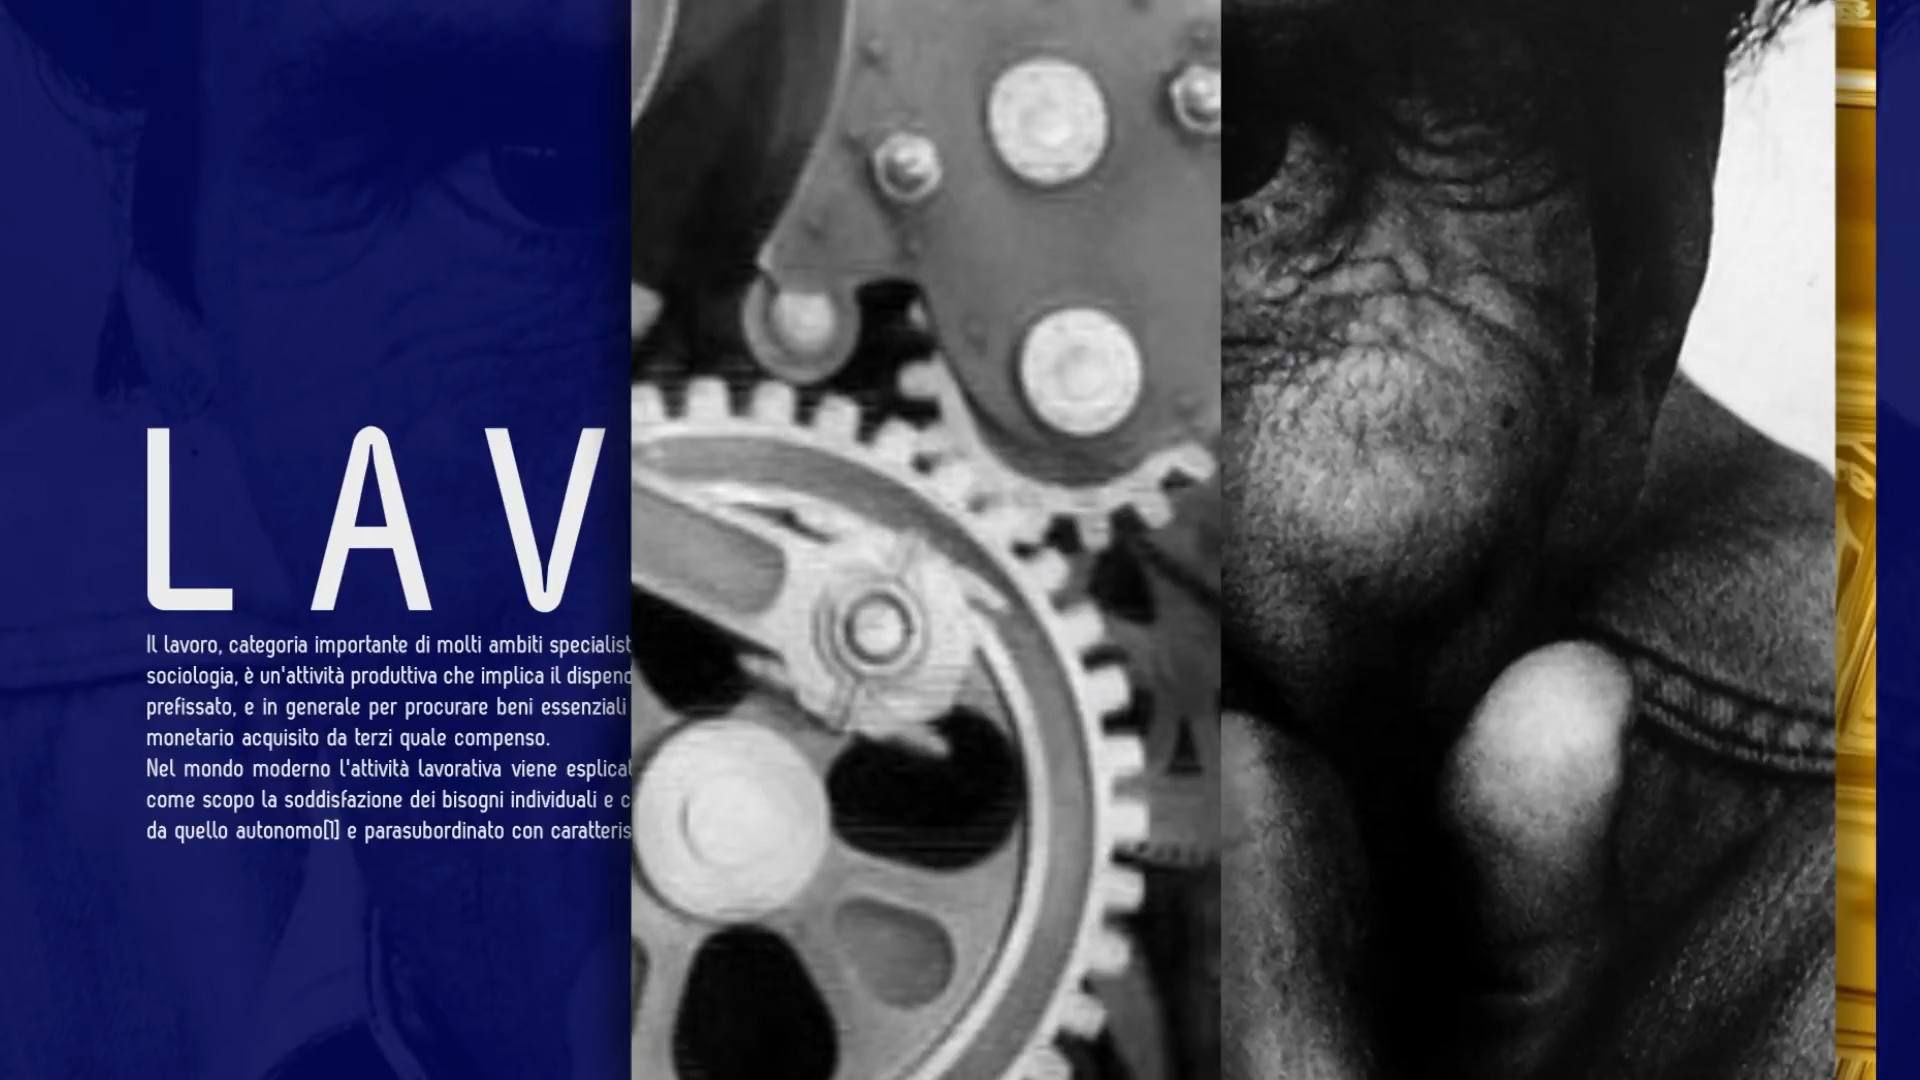 LAV
Il lavoro, categoria importante di molti ambiti specialist
sociologia, è un'attività produttiva che implica il dispend
prefissato, e in generale per procurare beni essenziali
monetario acquisito da terzi quale compenso.
Nel mondo moderno l'attività lavorativa viene esplicat
come scopo la soddisfazione dei bisogni individuali e c
da quello autonomo[1] e parasubordinato con caratteris